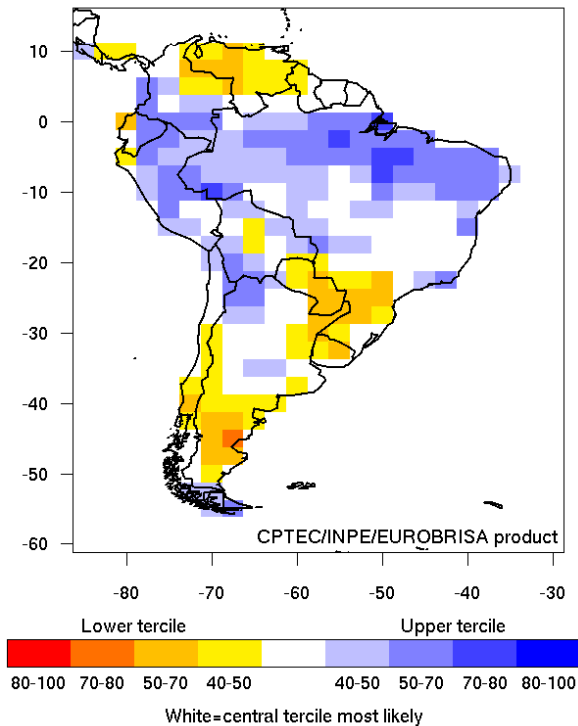 10
0
-10
-20
-30
-40
-50
-60
CPTEC/INPE/EUROBRISA product
-80 -70 -60 -50 -40 -30
Lower tercile Upper tercile
80-100 70-80 50-70 40-50 40-50 50-70 70-80 80-100
White=central tercile most likely